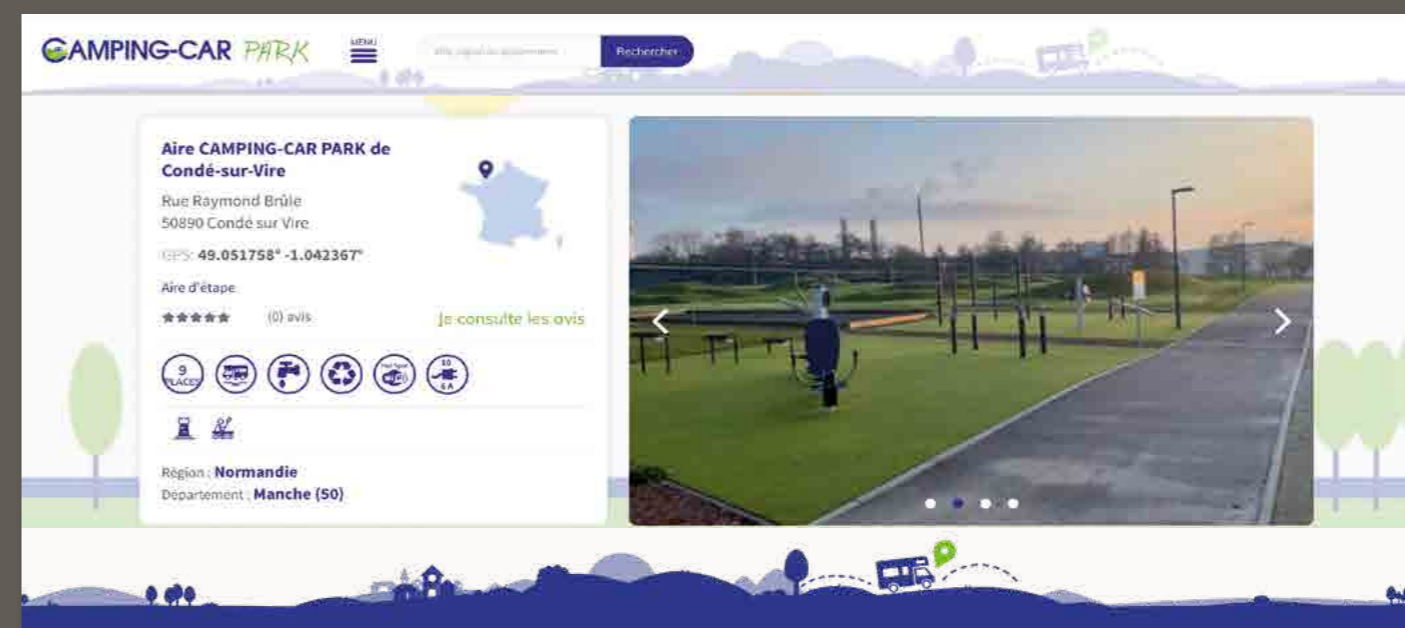 CAMPING-CAR PARK
MENU
Rechercher
Aire CAMPING-CAR PARK de
Condé-sur-Vire
Rue Raymond Brûle
50890 Condé sur Vire
GPS: 49.051758° -1.042367°
Aire d'étape
(0) avis
Je consulte les avis
9
PLACES
10
6 A
Région : Normandie
Département : Manche (50)